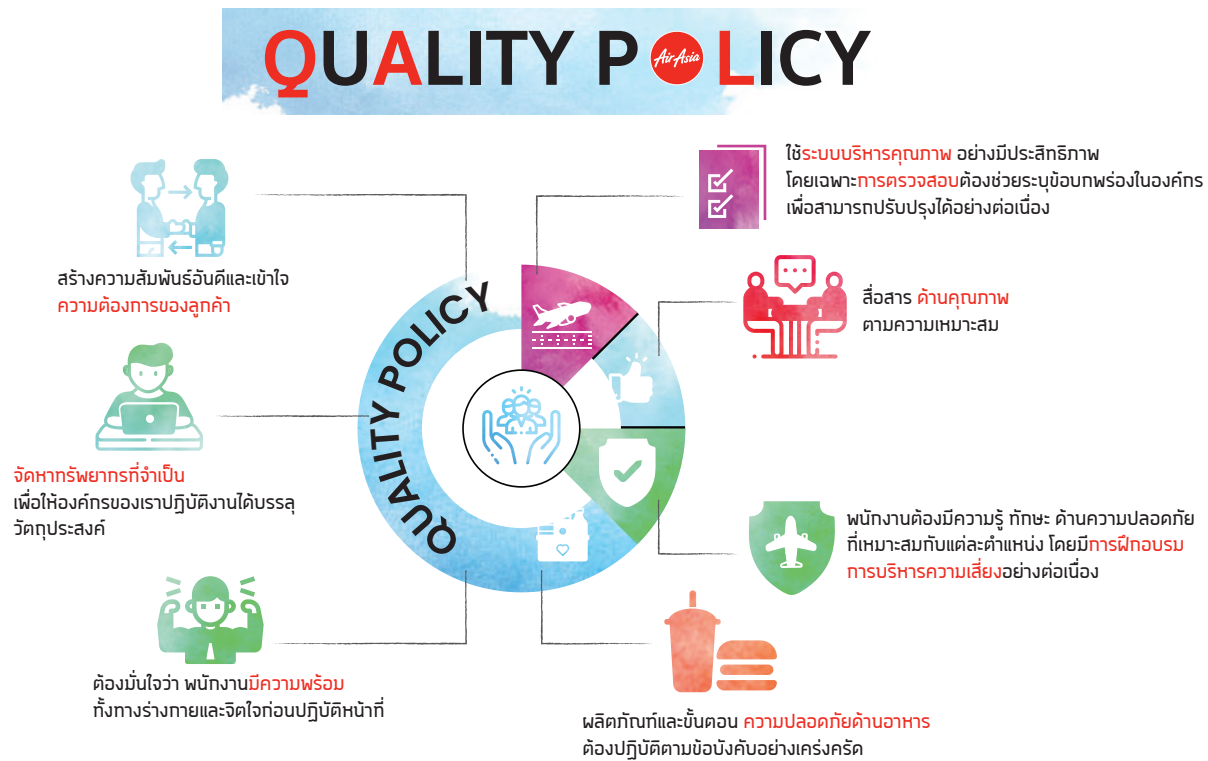 QUALITY POLICY
AirAsia
สร้างความสัมพันธ์อันดีและเข้าใจ
ความต้องการของลูกค้า
จัดหาทรัพยากรที่จำเป็น
เพื่อให้องค์กรของเราปฏิบัติงานได้บรรลุ
วัตถุประสงค์
ต้องมั่นใจว่า พนักงานมีความพร้อม
ทั้งทางร่างกายและจิตใจก่อนปฏิบัติหน้าที่
QUALITY POLICY
ใช้ระบบบริหารคุณภาพ อย่างมีประสิทธิภาพ
โดยเฉพาะการตรวจสอบต้องช่วยระบุข้อบกพร่องในองค์กร
เพื่อสามารถปรับปรุงได้อย่างต่อเนื่อง
สื่อสาร ด้านคุณภาพ
ตามความเหมาะสม
พนักงานต้องมีความรู้ ทักษะ ด้านความปลอดภัย
ที่เหมาะสมกับแต่ละตำแหน่ง โดยมีการฝึกอบรม
การบริหารความเสี่ยงอย่างต่อเนื่อง
ผลิตภัณฑ์และขั้นตอน ความปลอดภัยด้านอาหาร
ต้องปฏิบัติตามข้อบังคับอย่างเคร่งครัด